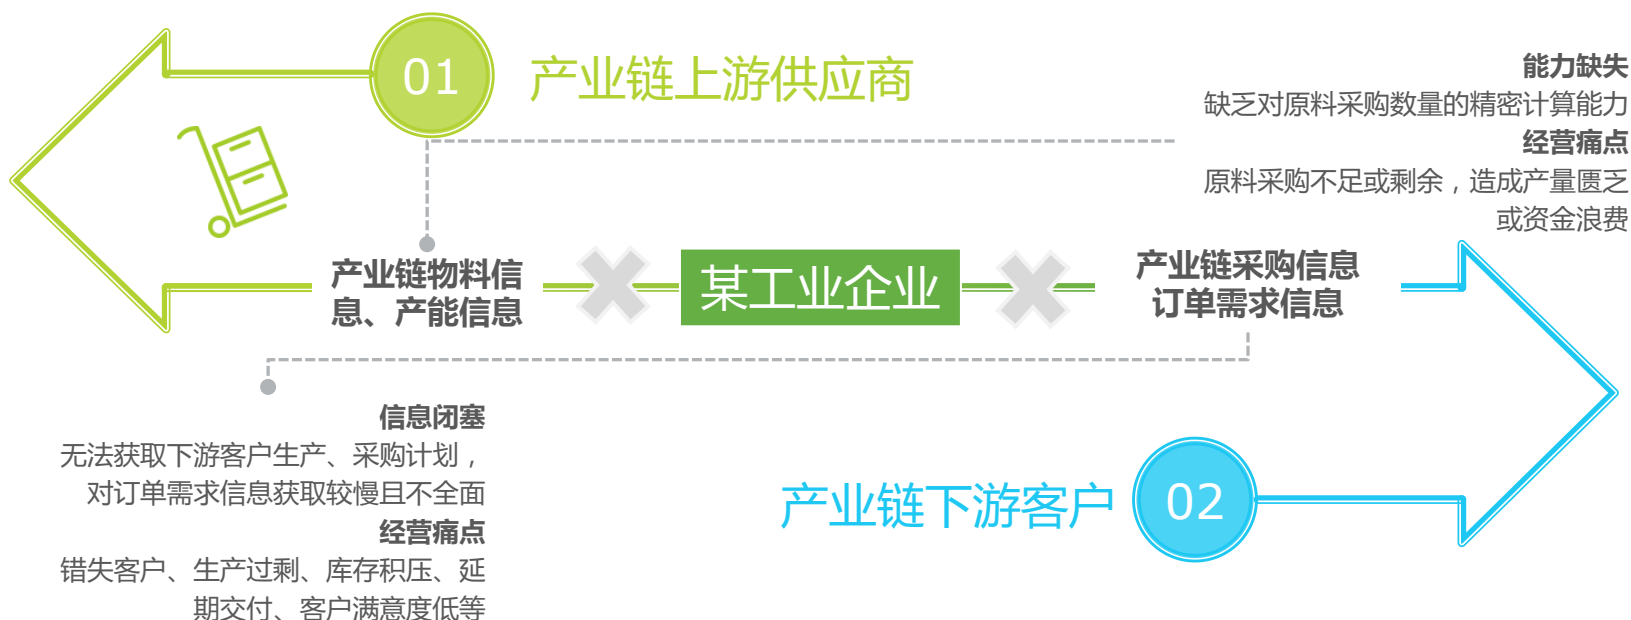 01
产业链上游供应商
能力缺失
缺乏对原料采购数量的精密计算能力
经营痛点
原料采购不足或剩余，造成产量匮乏
或资金浪费
产业链物料信
息、产能信息
某工业企业
产业链采购信息
订单需求信息
信息闭塞
无法获取下游客户生产、采购计划，
对订单需求信息获取较慢且不全面
经营痛点
错失客户、生产过剩、库存积压、延
期交付、客户满意度低等
产业链下游客户
02